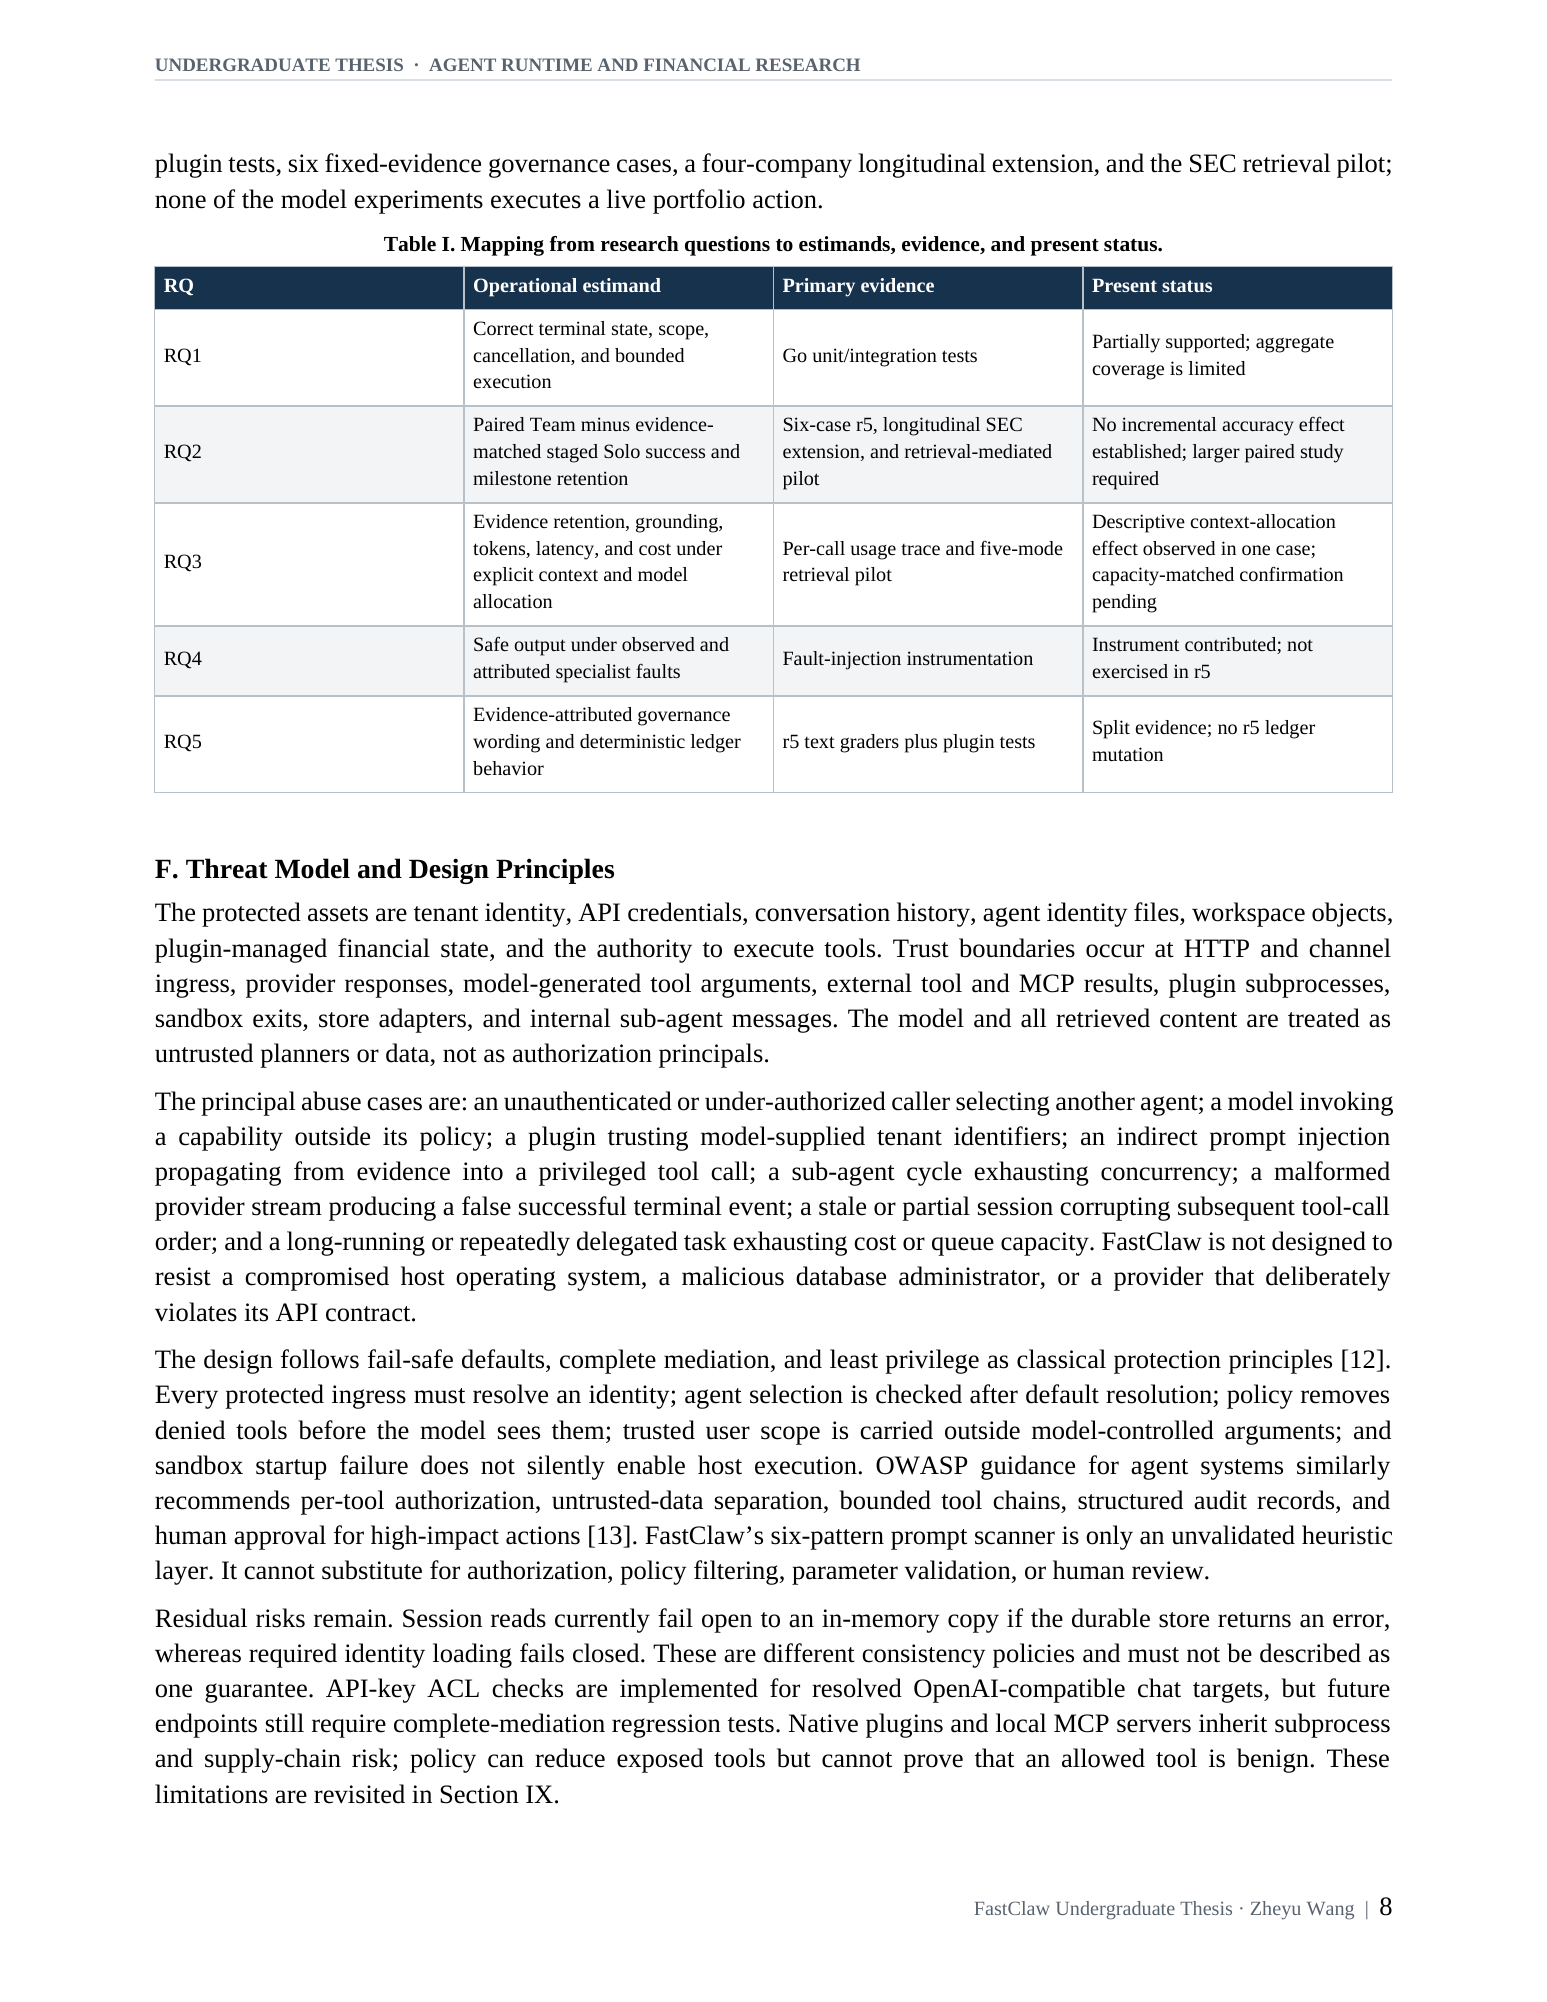 UNDERGRADUATE THESIS · AGENT RUNTIME AND FINANCIAL RESEARCH
plugin tests, six fixed-evidence governance cases, a four-company longitudinal extension, and the SEC retrieval pilot;
none of the model experiments executes a live portfolio action.
Table I. Mapping from research questions to estimands, evidence, and present status.
RQ Operational estimand Primary evidence Present status
RQ1
Correct terminal state, scope,
cancellation, and bounded
execution
Go unit/integration tests
Partially supported; aggregate
coverage is limited
RQ2
Paired Team minus evidence-
matched staged Solo success and
milestone retention
Six-case r5, longitudinal SEC
extension, and retrieval-mediated
pilot
No incremental accuracy effect
established; larger paired study
required
RQ3
Evidence retention, grounding,
tokens, latency, and cost under
explicit context and model
allocation
Per-call usage trace and five-mode
retrieval pilot
Descriptive context-allocation
effect observed in one case;
capacity-matched confirmation
pending
RQ4
Safe output under observed and
attributed specialist faults
Fault-injection instrumentation
Instrument contributed; not
exercised in r5
RQ5
Evidence-attributed governance
wording and deterministic ledger
behavior
r5 text graders plus plugin tests
Split evidence; no r5 ledger
mutation
F. Threat Model and Design Principles
The protected assets are tenant identity, API credentials, conversation history, agent identity files, workspace objects,
plugin-managed financial state, and the authority to execute tools. Trust boundaries occur at HTTP and channel
ingress, provider responses, model-generated tool arguments, external tool and MCP results, plugin subprocesses,
sandbox exits, store adapters, and internal sub-agent messages. The model and all retrieved content are treated as
untrusted planners or data, not as authorization principals.
The principal abuse cases are: an unauthenticated or under-authorized caller selecting another agent; a model invoking
a capability outside its policy; a plugin trusting model-supplied tenant identifiers; an indirect prompt injection
propagating from evidence into a privileged tool call; a sub-agent cycle exhausting concurrency; a malformed
provider stream producing a false successful terminal event; a stale or partial session corrupting subsequent tool-call
order; and a long-running or repeatedly delegated task exhausting cost or queue capacity. FastClaw is not designed to
resist a compromised host operating system, a malicious database administrator, or a provider that deliberately
violates its API contract.
The design follows fail-safe defaults, complete mediation, and least privilege as classical protection principles [12].
Every protected ingress must resolve an identity; agent selection is checked after default resolution; policy removes
denied tools before the model sees them; trusted user scope is carried outside model-controlled arguments; and
sandbox startup failure does not silently enable host execution. OWASP guidance for agent systems similarly
recommends per-tool authorization, untrusted-data separation, bounded tool chains, structured audit records, and
human approval for high-impact actions [13]. FastClaw’s six-pattern prompt scanner is only an unvalidated heuristic
layer. It cannot substitute for authorization, policy filtering, parameter validation, or human review.
Residual risks remain. Session reads currently fail open to an in-memory copy if the durable store returns an error,
whereas required identity loading fails closed. These are different consistency policies and must not be described as
one guarantee. API-key ACL checks are implemented for resolved OpenAI-compatible chat targets, but future
endpoints still require complete-mediation regression tests. Native plugins and local MCP servers inherit subprocess
and supply-chain risk; policy can reduce exposed tools but cannot prove that an allowed tool is benign. These
limitations are revisited in Section IX.
FastClaw Undergraduate Thesis · Zheyu Wang | 8